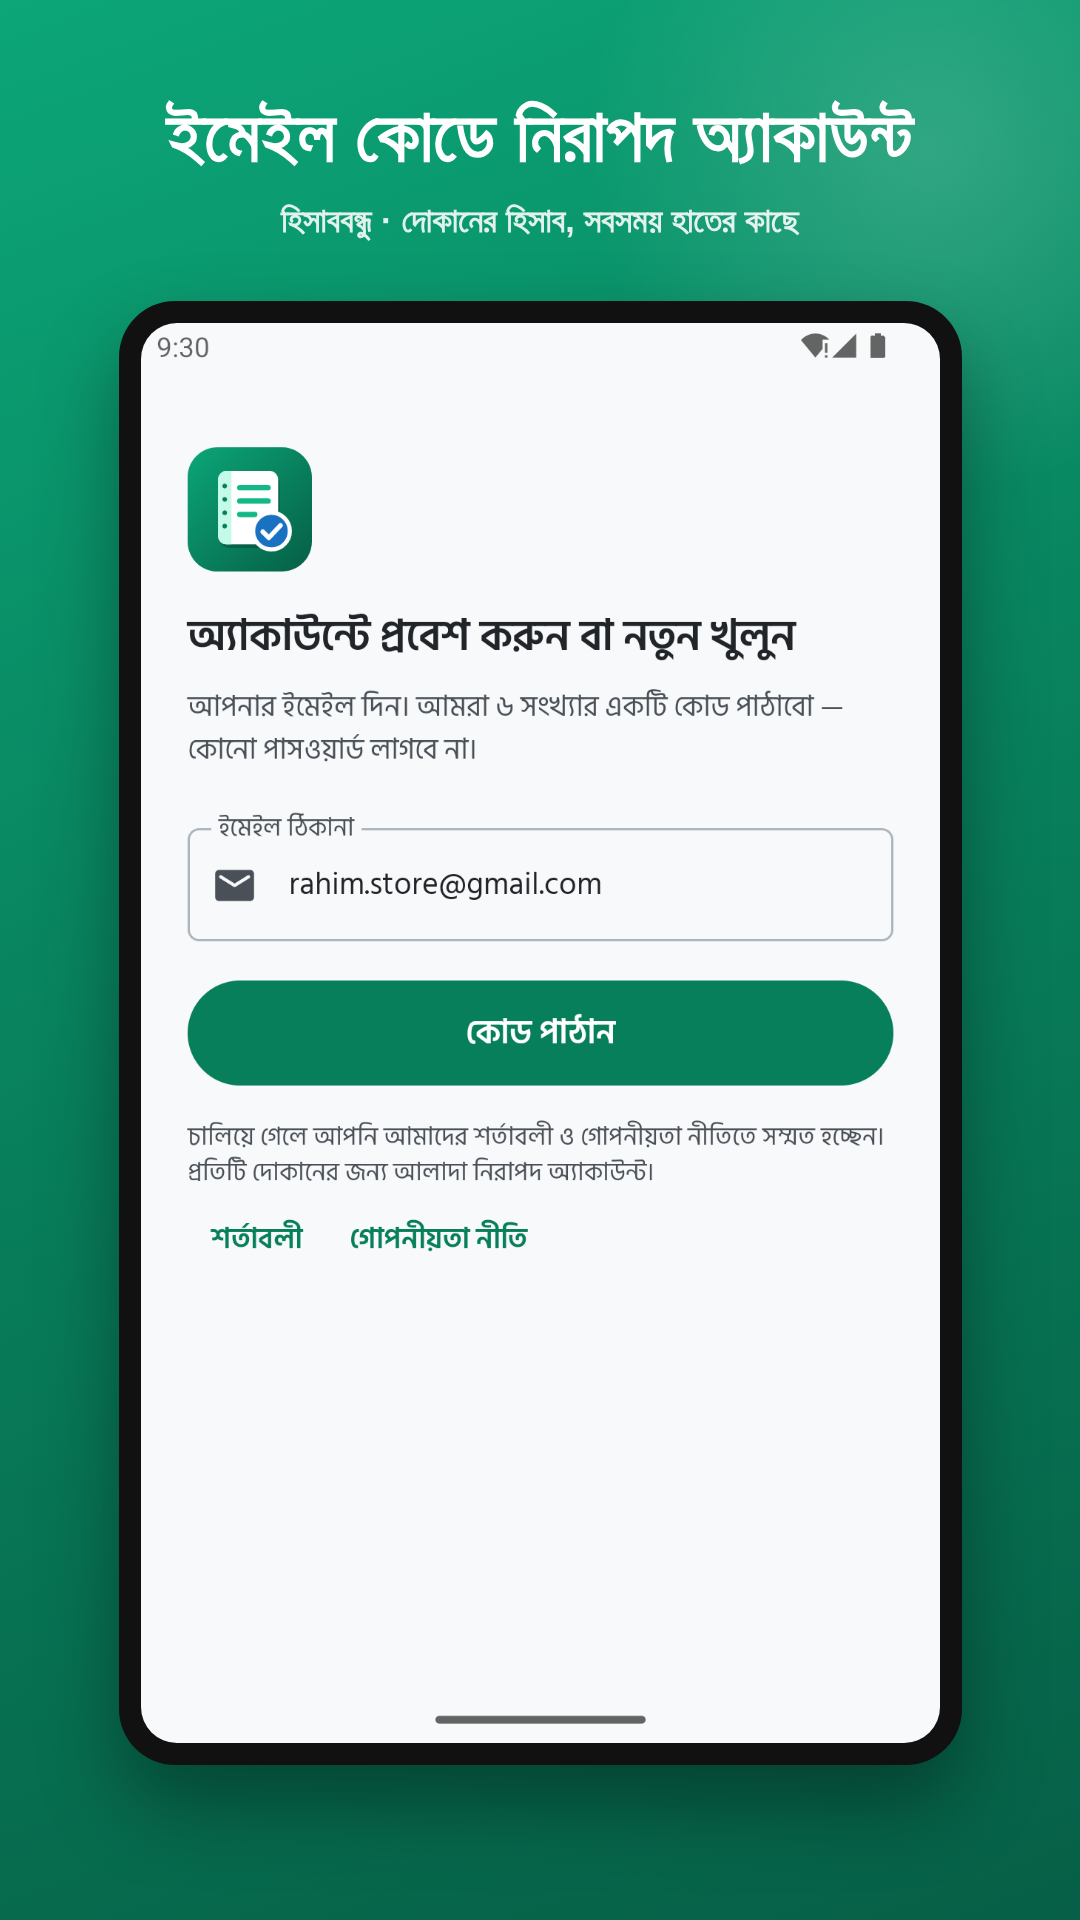 ইমেইল কোডে নিরাপদ অ্যাকাউন্ট
হিসাববন্ধু · দোকানের হিসাব, সবসময় হাতের কাছে
9:30
অ্যাকাউন্টে প্রবেশ করুন বা নতুন খুলুন
আপনার ইমেইল দিন। আমরা ৬ সংখ্যার একটি কোড পাঠাবো —
কোনো পাসওয়ার্ড লাগবে না।
ইমেইল ঠিকানা
rahim.store@gmail.com
কোড পাঠান
চালিয়ে গেলে আপনি আমাদের শর্তাবলী ও গোপনীয়তা নীতিতে সম্মত হচ্ছেন।
প্রতিটি দোকানের জন্য আলাদা নিরাপদ অ্যাকাউন্ট।
শর্তাবলী গোপনীয়তা নীতি